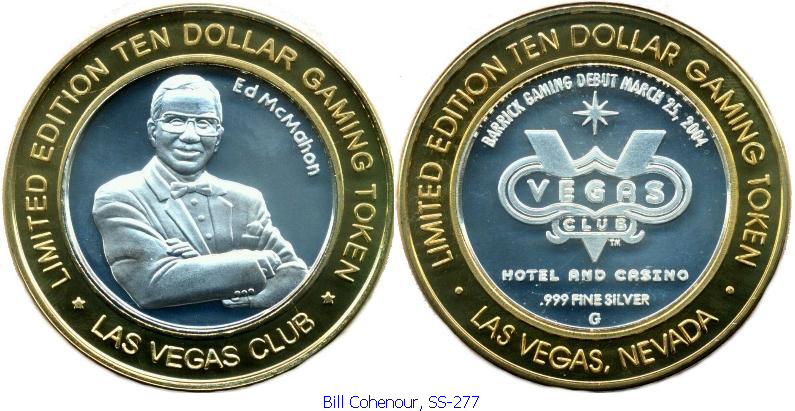 LIMITED EDITION TEN DOLLAR GAMING TOKEN
Ed McMahon
LAS VEGAS CLUB
LIMITED EDITION TEN DOLLAR GAMING TOKEN
BARRICK GAMING DEBUT MARCH 25, 2004
VEGAS
CLUB
TM
HOTEL AND CASINO
.999 FINE SILVER
G
LAS VEGAS, NEVADA
Bill Cohenour, SS-277